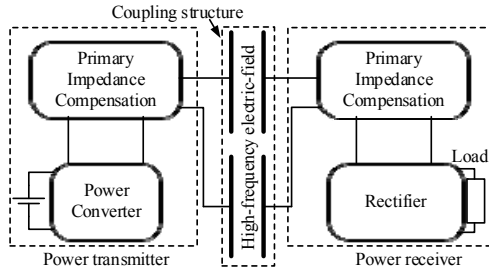 Coupling structure
Primary
Impedance
Compensation
Power
Converter
Power transmitter
High-frequency electric-field
Primary
Impedance
Compensation
Load
Rectifier
Power receiver